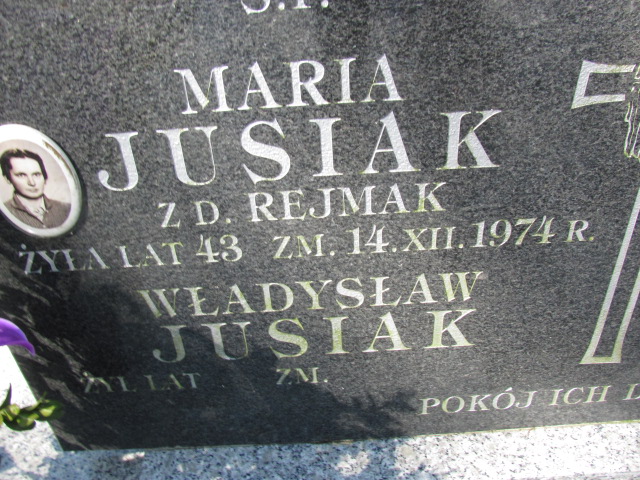 Ś.P.
MARIA
JUSIAK
Z D. REJMAK
ŻYŁA LAT 43 ZM. 14.XII.1974 R.
WŁADYSŁAW
JUSIAK
ŻYŁ LAT ZM.
POKÓJ ICH